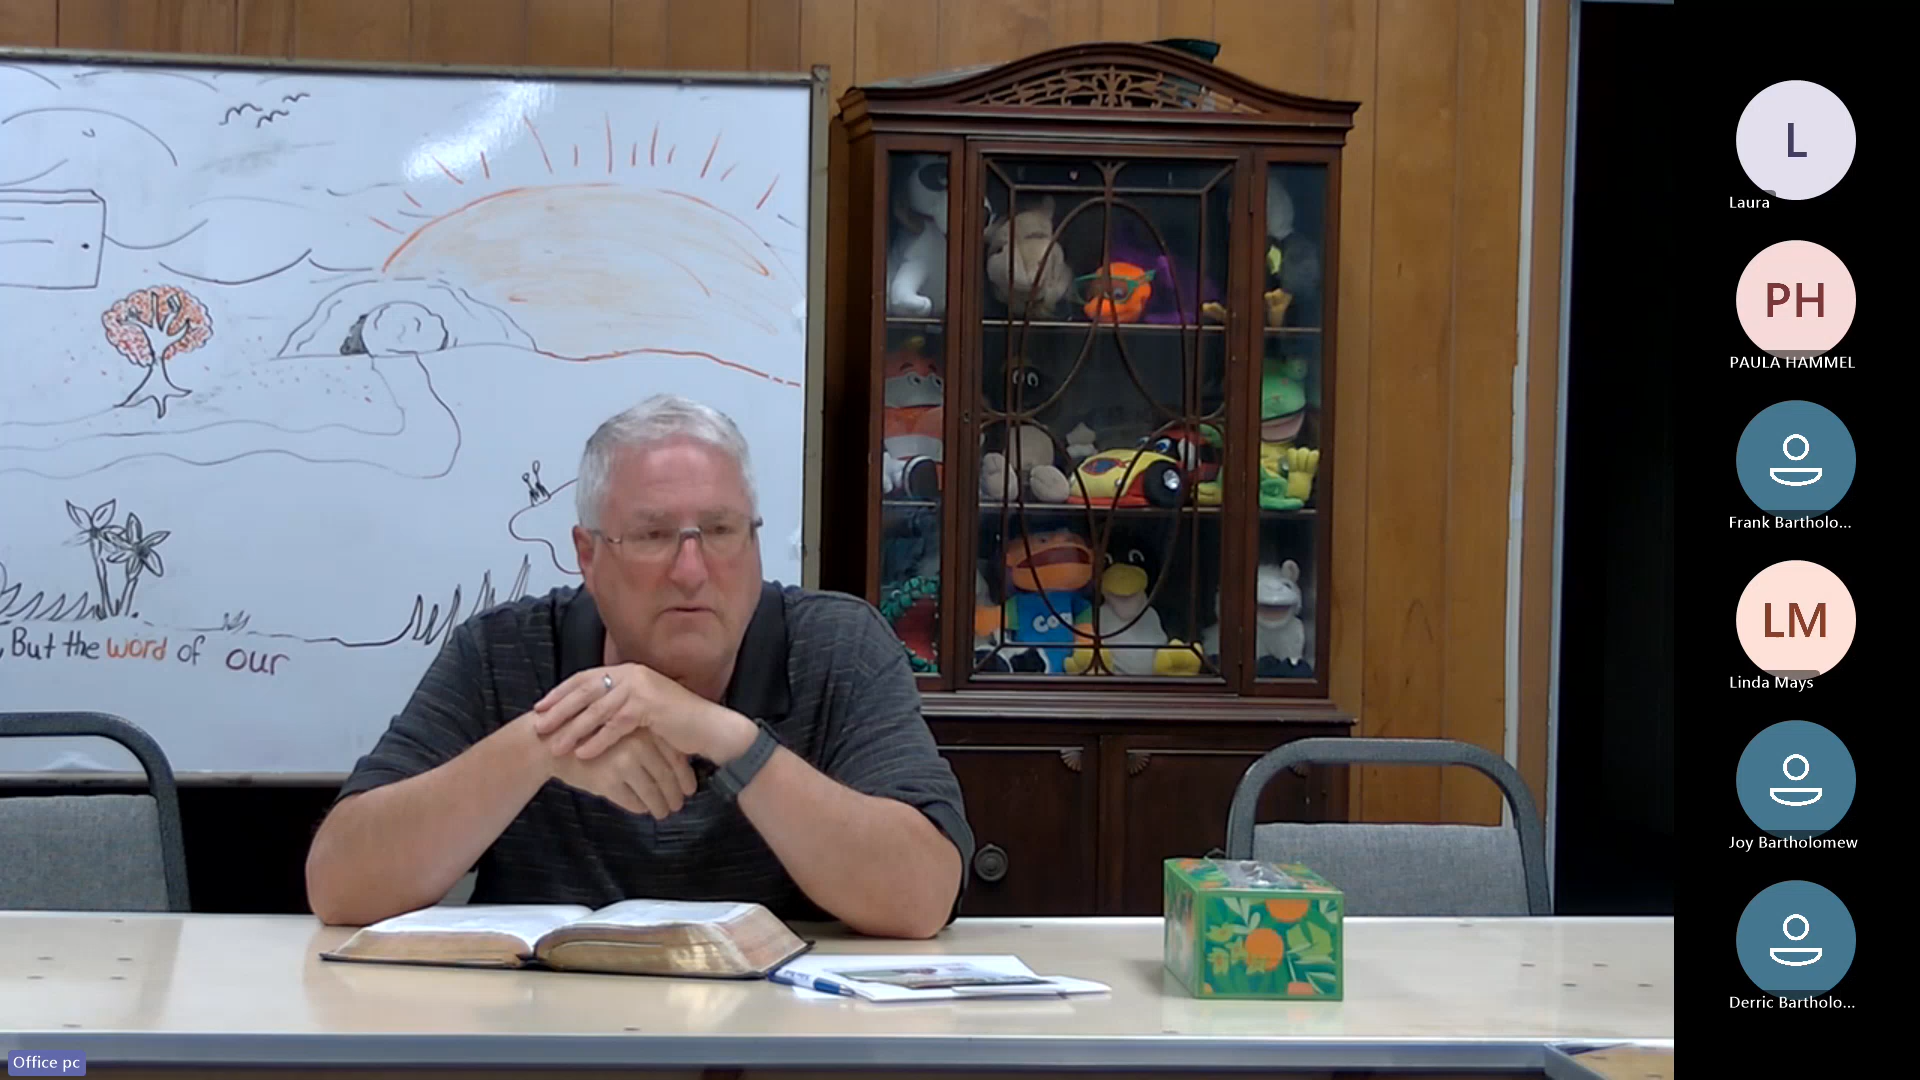 L
Laura
PH
PAULA HAMMEL
Frank Bartholo...
LM
Linda Mays
Joy Bartholomew
Derric Bartholo...
, But the word of our
Office pc